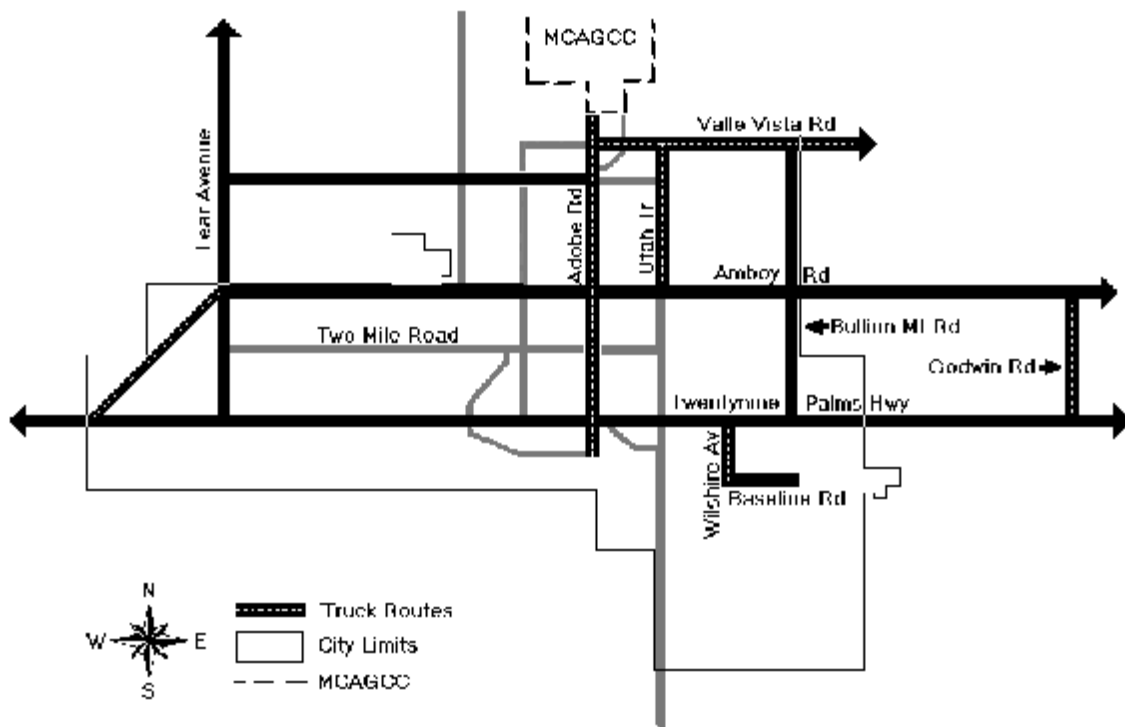 MCAGCC
Valle Vista Rd
Lear Avenue
Adobe Rd
Utah Tr
Amboy Rd
Bullion Mt Rd
Two Mile Road
Godwin Rd
Twentynine Palms Hwy
Wilshire Av
Baseline Rd
N
W E
S
Truck Routes
City Limits
MCAGCC